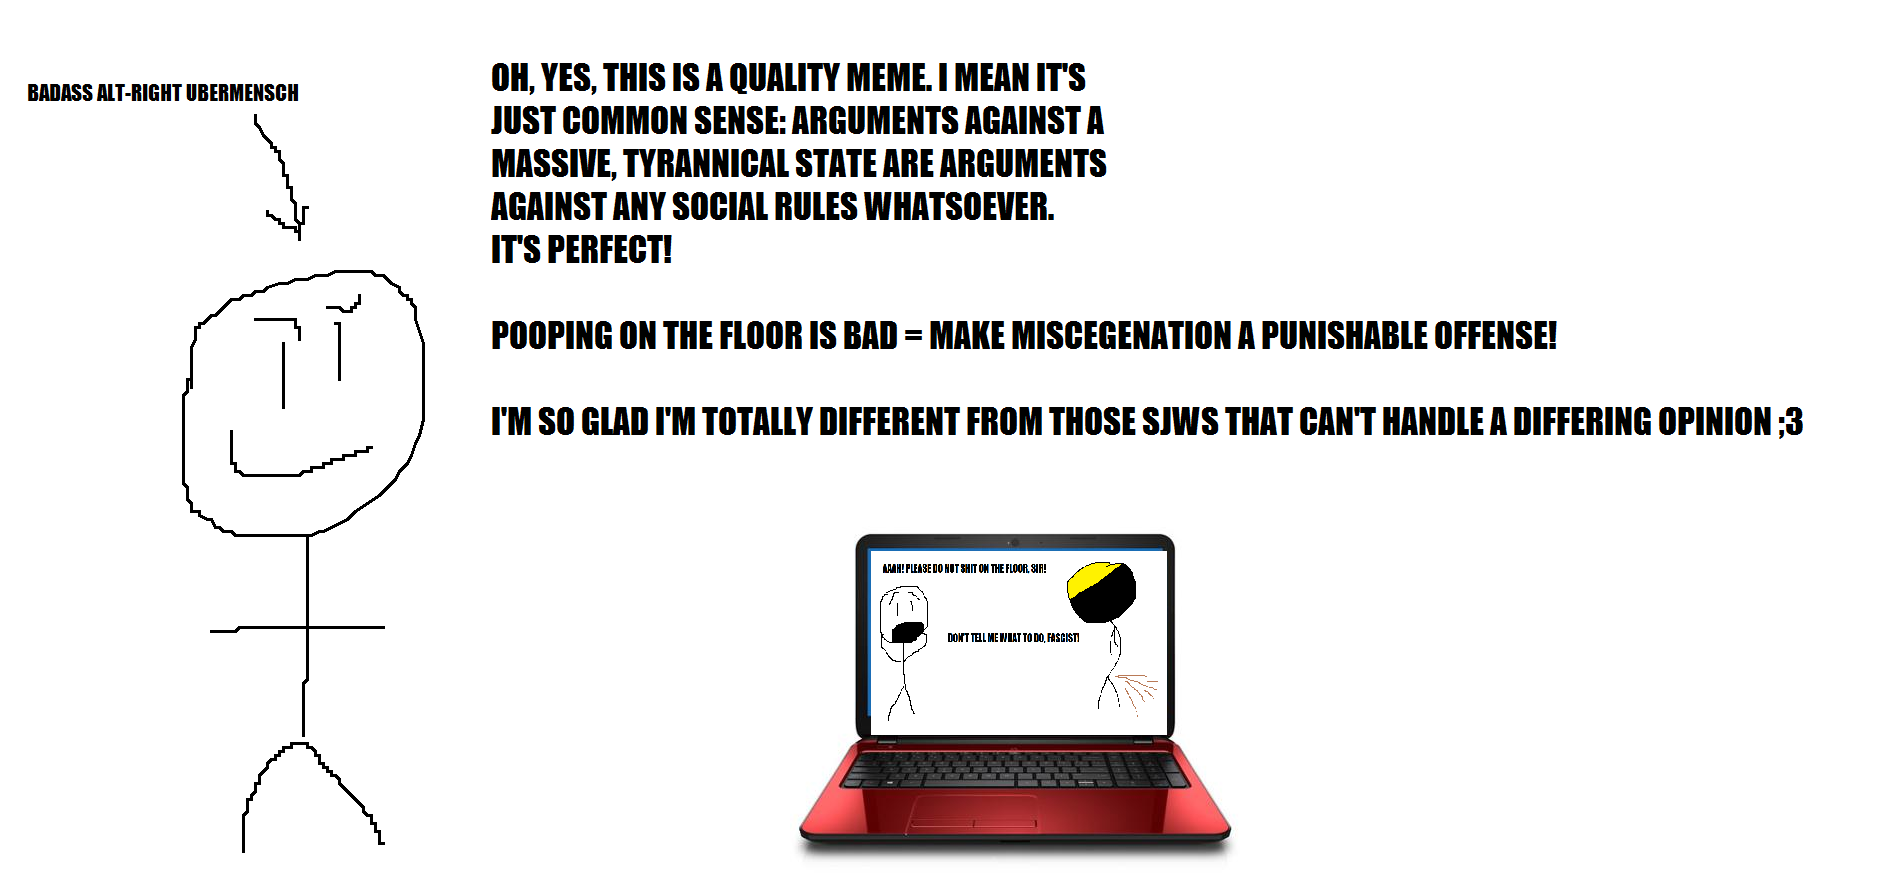 BADASS ALT-RIGHT UBERMENSCH
OH, YES, THIS IS A QUALITY MEME. I MEAN IT'S
JUST COMMON SENSE: ARGUMENTS AGAINST A
MASSIVE, TYRANNICAL STATE ARE ARGUMENTS
AGAINST ANY SOCIAL RULES WHATSOEVER.
IT'S PERFECT!
POOPING ON THE FLOOR IS BAD = MAKE MISCEGENATION A PUNISHABLE OFFENSE!
I'M SO GLAD I'M TOTALLY DIFFERENT FROM THOSE SJWS THAT CAN'T HANDLE A DIFFERING OPINION ;3
AAAH! PLEASE DO NOT SHIT ON THE FLOOR, SIR!
DON'T TELL ME WHAT TO DO, FASCIST!